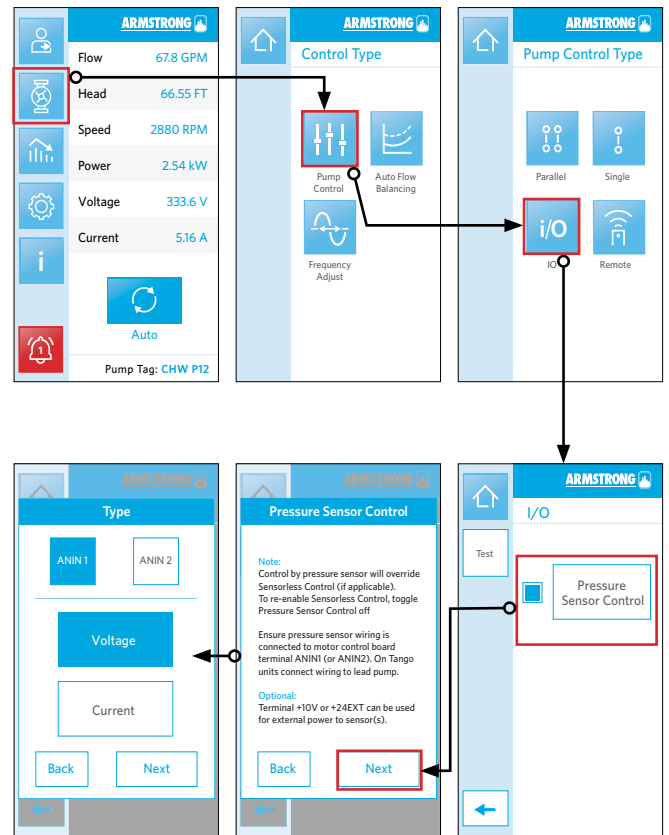 ARMSTRONG
Flow 67.8 GPM
Head 66.55 FT
Speed 2880 RPM
Power 2.54 kW
Voltage 333.6 V
Current 5.16 A
i
Auto
1
Pump Tag: CHW P12
ARMSTRONG
Control Type
Pump
Control
Auto Flow
Balancing
Frequency
Adjust
ARMSTRONG
Pump Control Type
Parallel
Single
i/O
IO
Remote
ARMSTRONG
Type
ANIN 1
ANIN 2
Voltage
Current
Back
Next
ARMSTRONG
Pressure Sensor Control
Note:
Control by pressure sensor will override
Sensorless Control (if applicable).
To re-enable Sensorless Control, toggle
Pressure Sensor Control off
Ensure pressure sensor wiring is
connected to motor control board
terminal ANIN1 (or ANIN2). On Tango
units connect wiring to lead pump.
Optional:
Terminal +10V or +24EXT can be used
for external power to sensor(s).
Back
Next
ARMSTRONG
I/O
Test
Pressure
Sensor Control